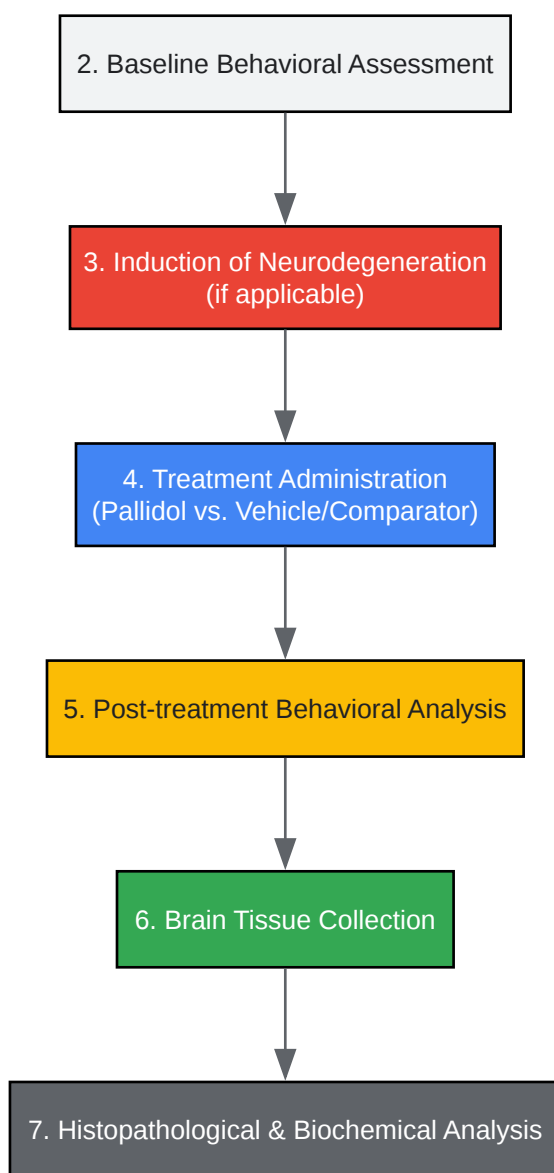 2. Baseline Behavioral Assessment
3. Induction of Neurodegeneration
(if applicable)
4. Treatment Administration
(Pallidol vs. Vehicle/Comparator)
5. Post-treatment Behavioral Analysis
6. Brain Tissue Collection
7. Histopathological & Biochemical Analysis